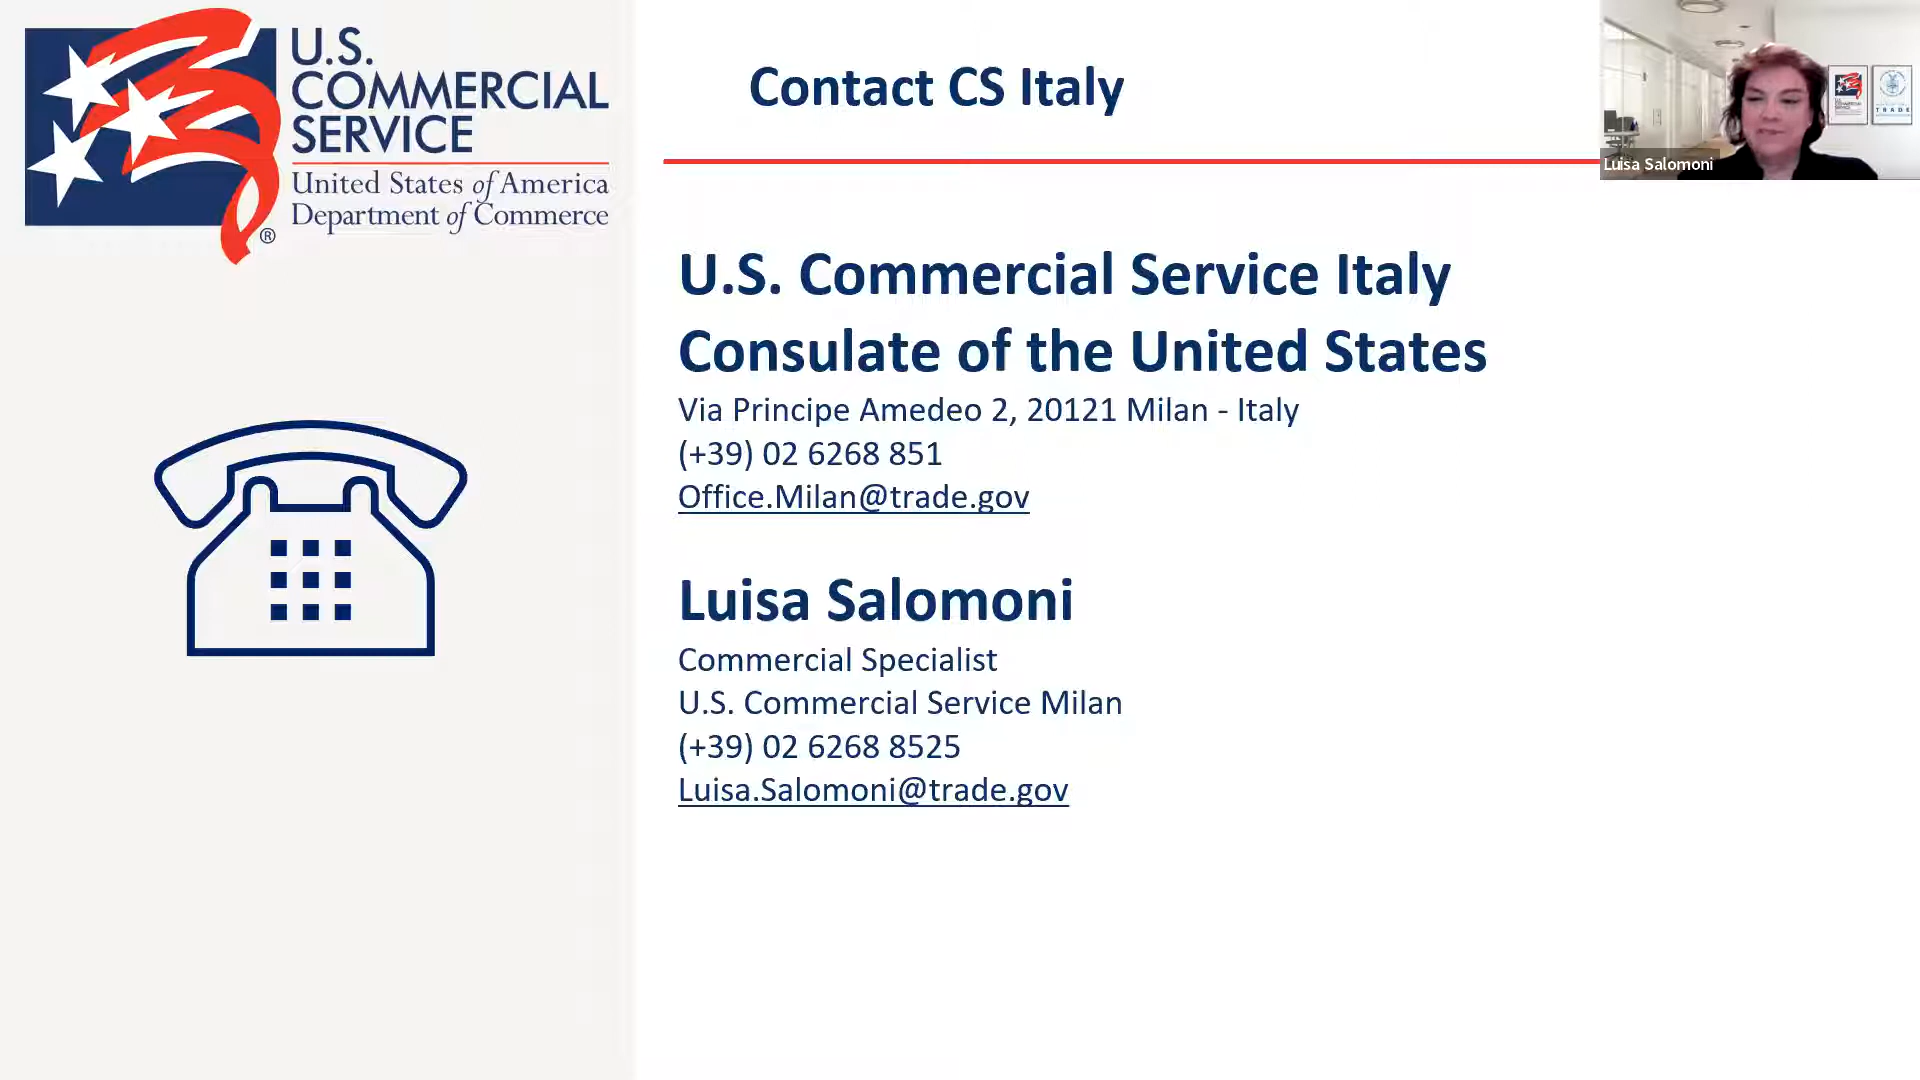 U.S.
COMMERCIAL
SERVICE
United States of America
Department of Commerce
®
Contact CS Italy
Luisa Salomoni
TRADE
U.S. Commercial Service Italy
Consulate of the United States
Via Principe Amedeo 2, 20121 Milan - Italy
(+39) 02 6268 851
Office.Milan@trade.gov
Luisa Salomoni
Commercial Specialist
U.S. Commercial Service Milan
(+39) 02 6268 8525
Luisa.Salomoni@trade.gov